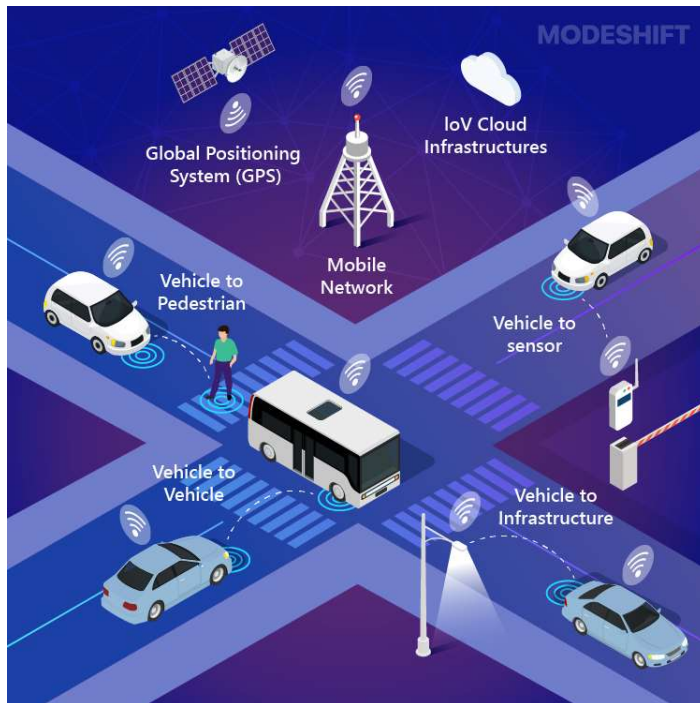 MODESHIFT
Global Positioning
System (GPS)
IoV Cloud
Infrastructures
Mobile
Network
Vehicle to
Pedestrian
Vehicle to
sensor
Vehicle to
Vehicle
Vehicle to
Infrastructure